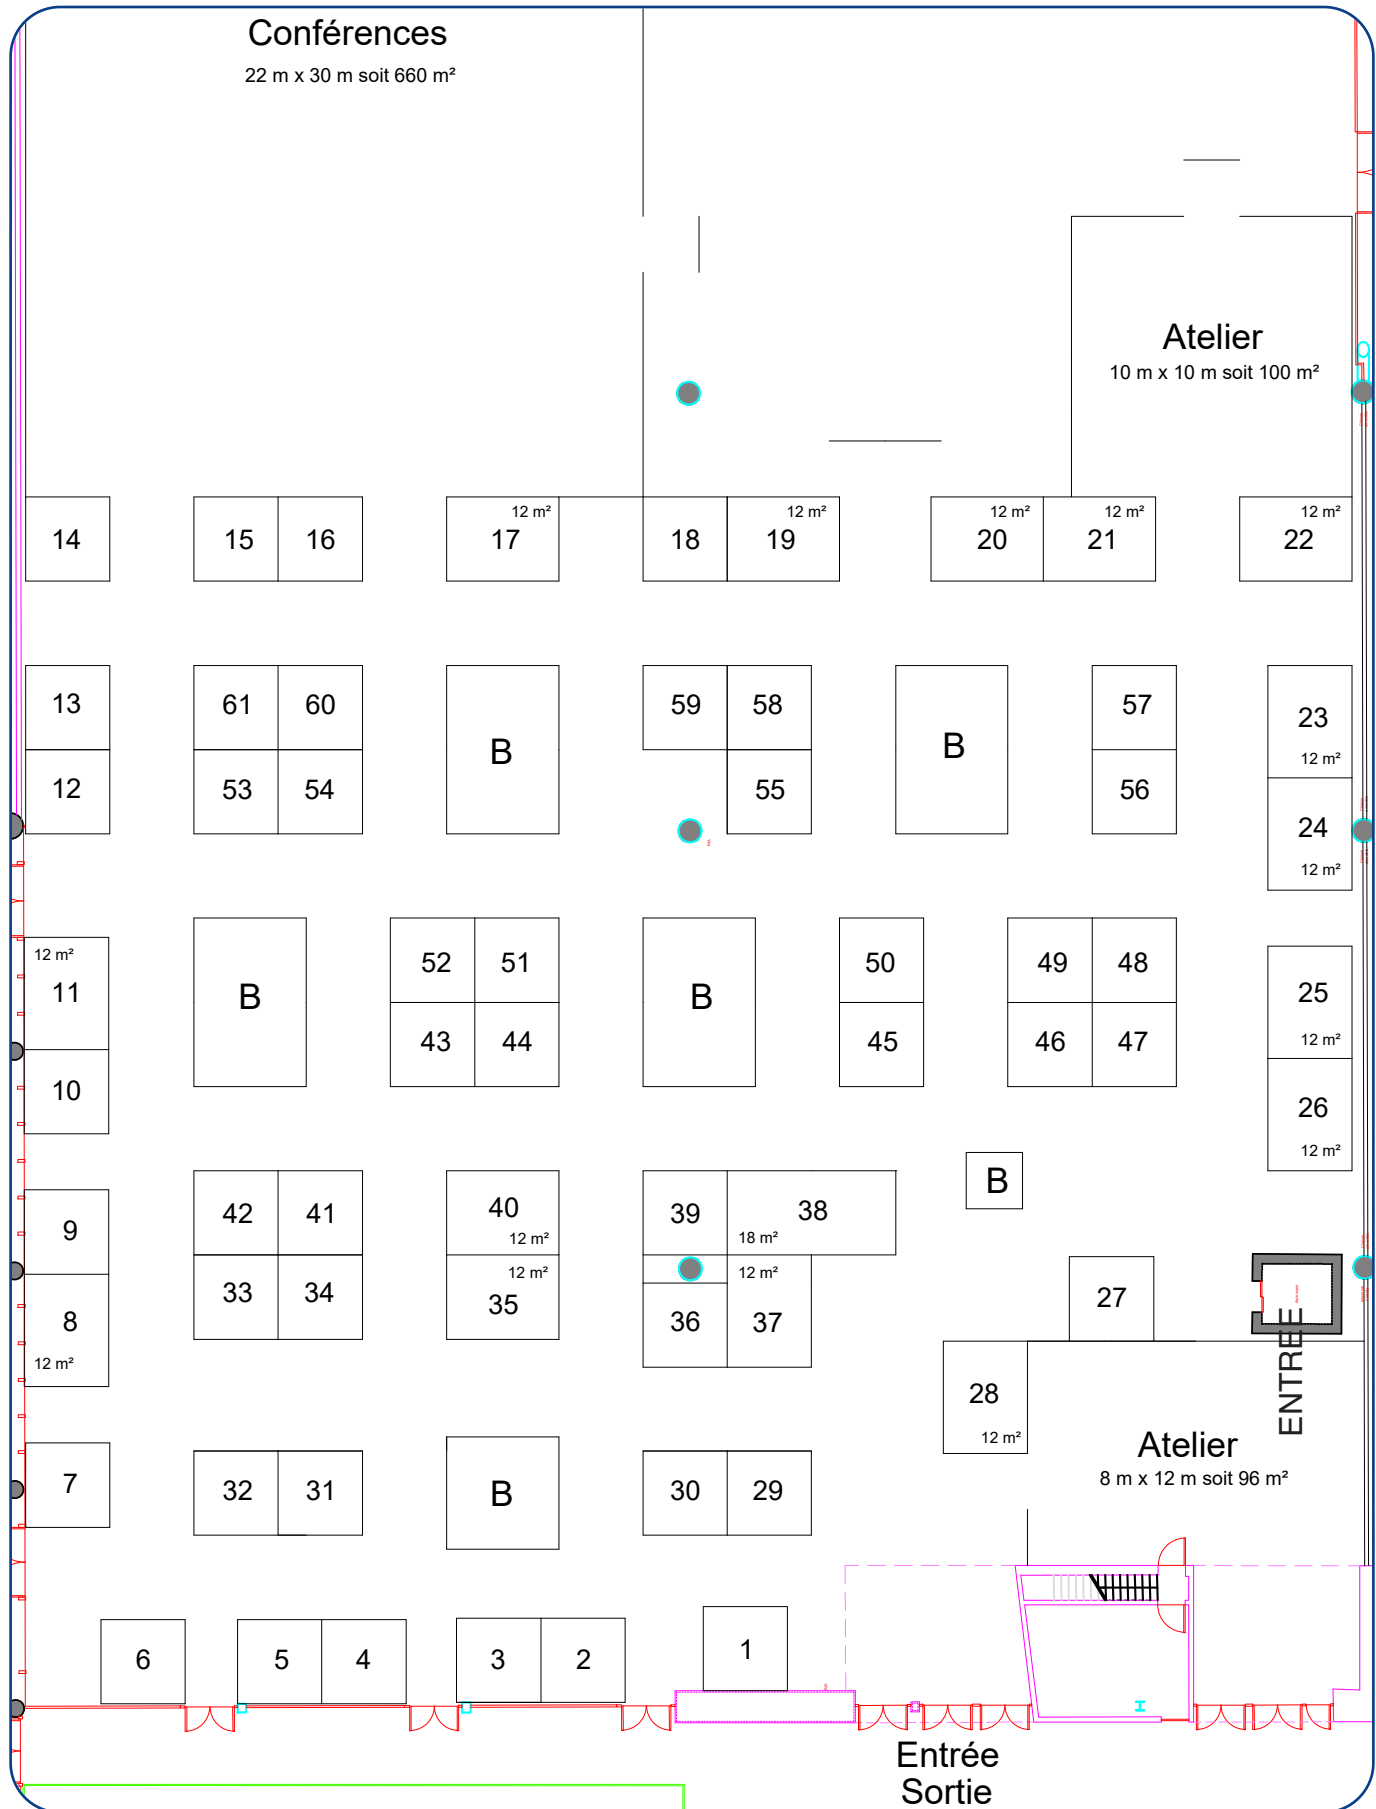 Conférences
22 m x 30 m soit 660 m²
Atelier
10 m x 10 m soit 100 m²
12 m² 12 m² 12 m² 12 m² 12 m²
14 15 16 17 18 19 20 21 22
13 61 60 59 58 57 23
B B
12 m²
12 53 54 55 56 24
12 m²
12 m²
52 51 50 49 48
11 B B 25
43 44 45 46 47
12 m²
10 26
12 m²
B
42 41 40 39 38
9
12 m² 18 m²
12 m² 12 m²
33 34 35 27
8 36 37
12 m²
ENTREE
28
12 m²
Atelier
8 m x 12 m soit 96 m²
7 32 31 B 30 29
6 5 4 3 2 1
Entrée
Sortie